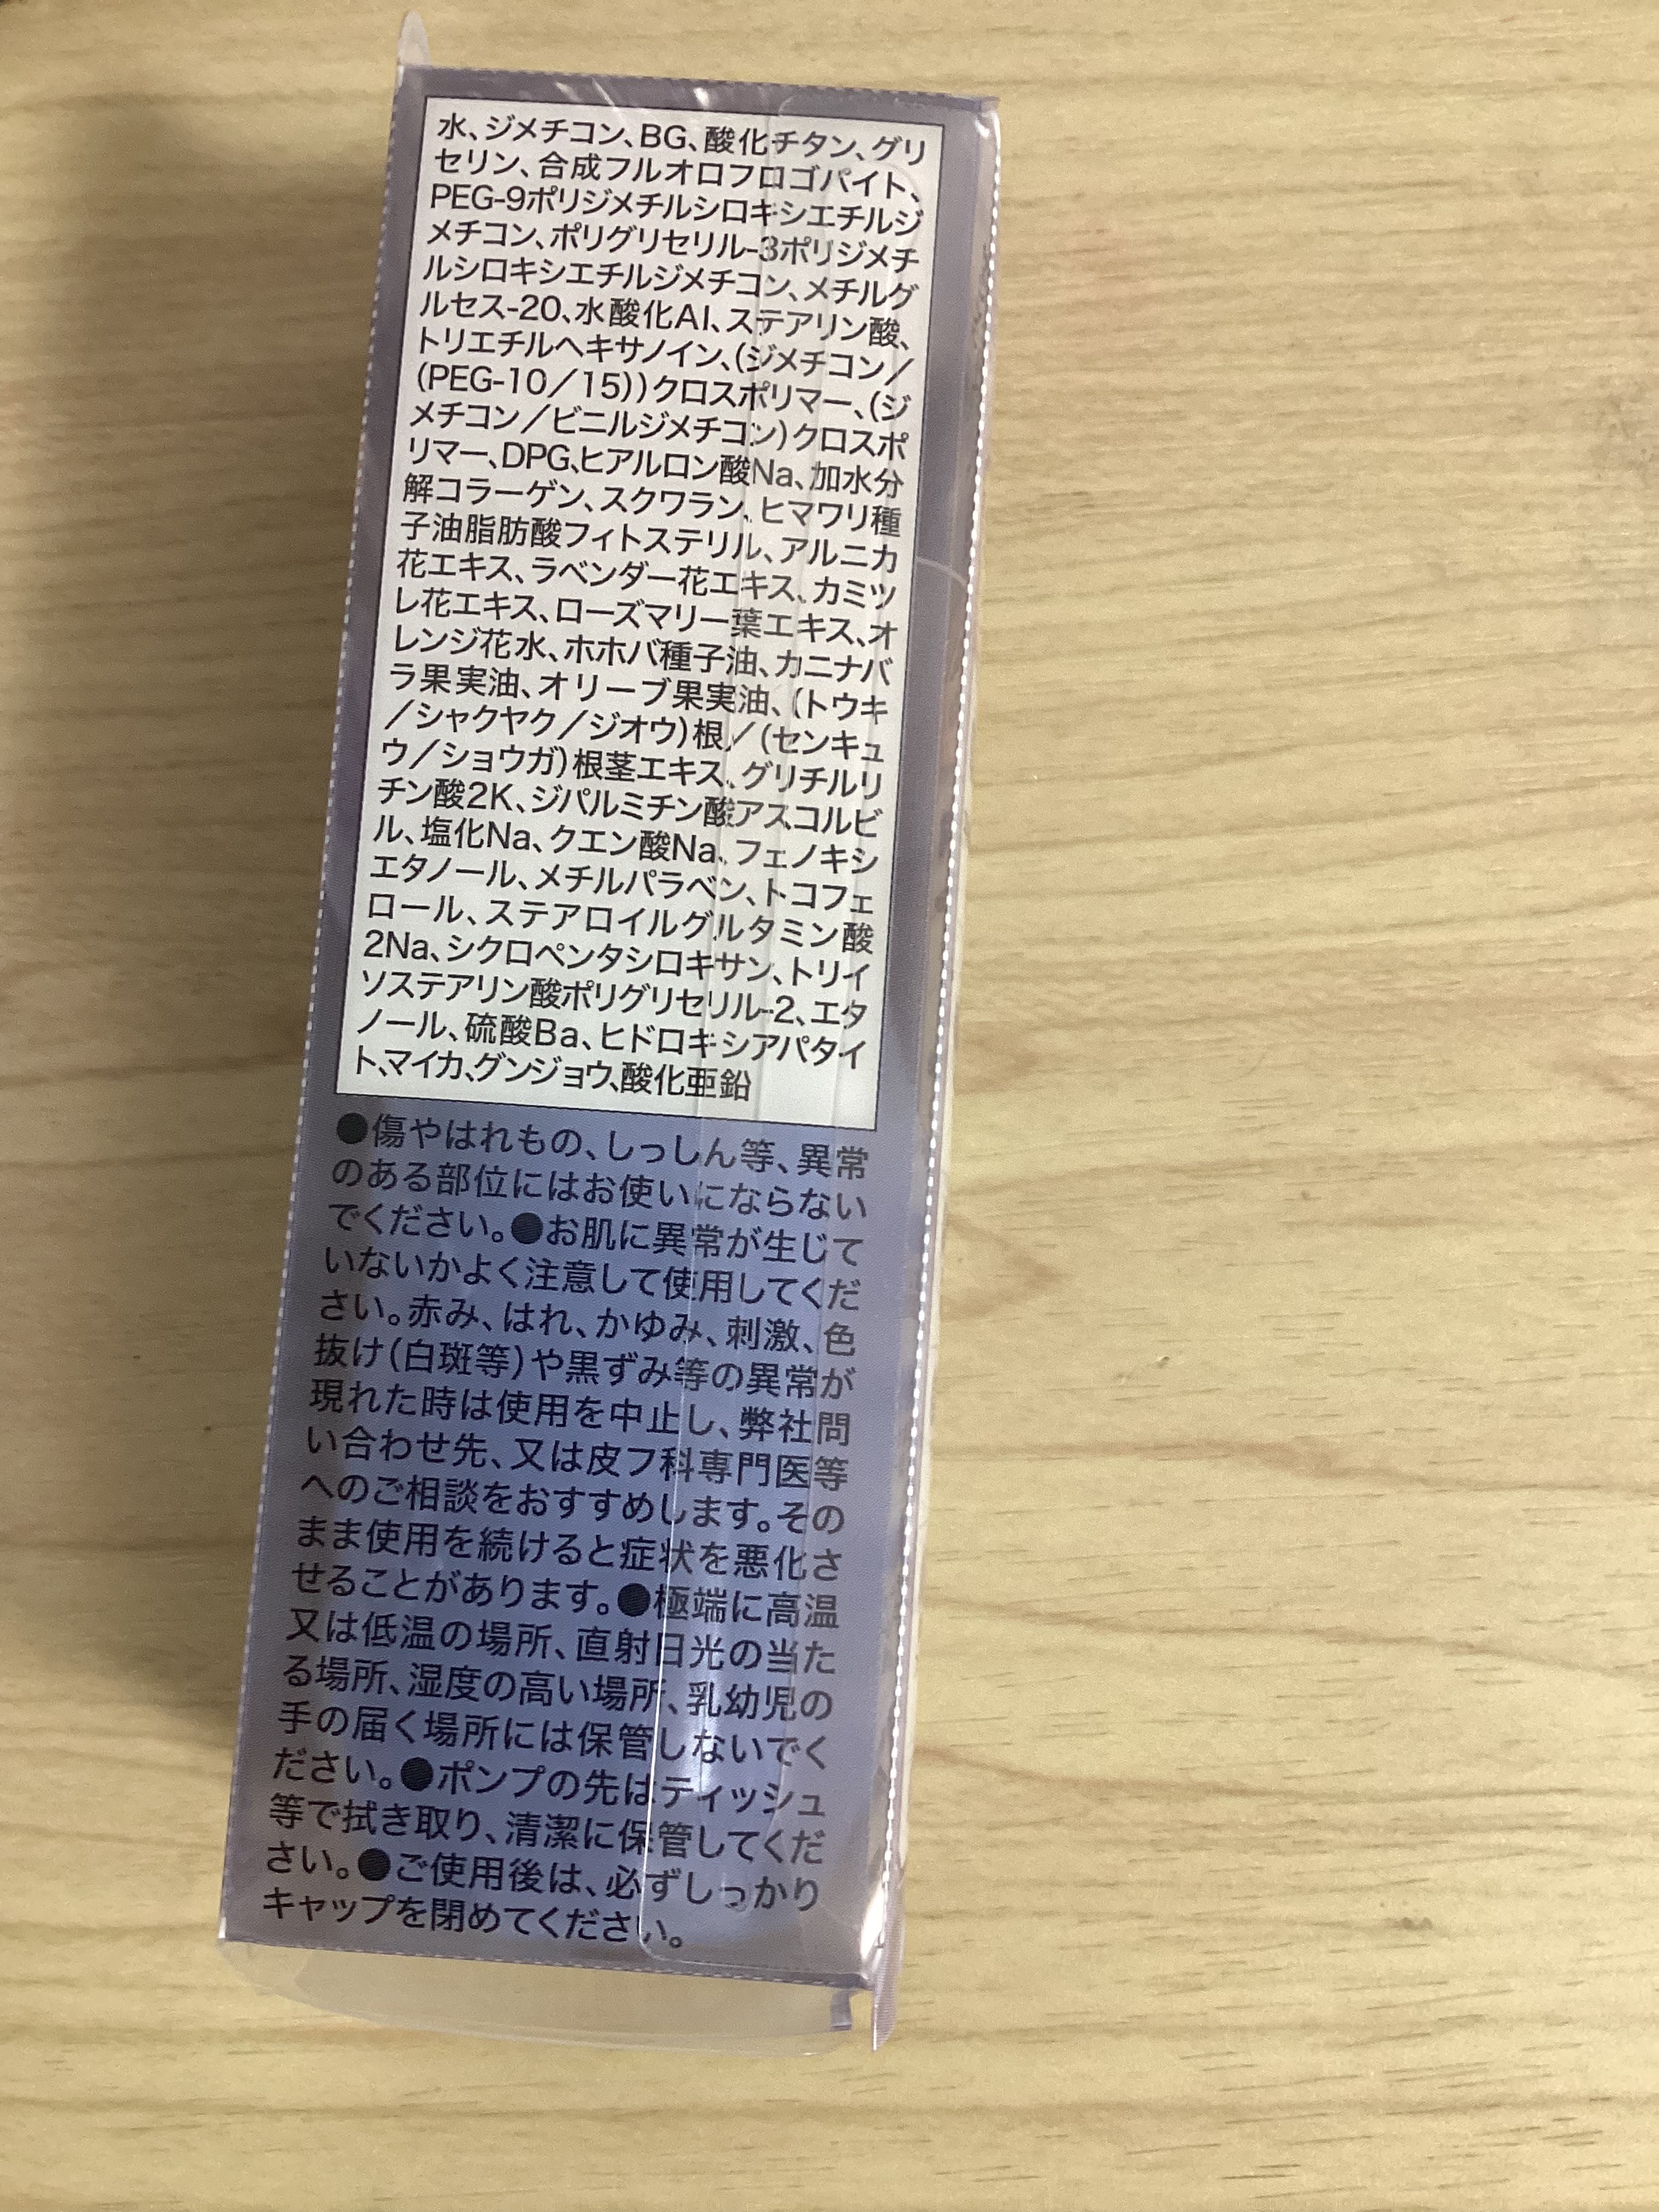 水、ジメチコン、BG、酸化チタン、グリ
セリン、合成フルオロフロゴパイト、
PEG-9ポリジメチルシロキシエチルジ
メチコン、ポリグリセリル-3ポリジメチ
ルシロキシエチルジメチコン、メチルグ
ルセス-20、水酸化Al、ステアリン酸、
トリエチルヘキサノイン、(ジメチコン/
(PEG-10/15))クロスポリマー、(ジ
メチコン/ビニルジメチコン)クロスポ
リマー、DPG、ヒアルロン酸Na、加水分
解コラーゲン、スクワラン、ヒマワリ種
子油脂肪酸フィトステリル、アルニカ
花エキス、ラベンダー花エキス、カミツ
レ花エキス、ローズマリー葉エキス、オ
レンジ花水、ホホバ種子油、カニナバ
ラ果実油、オリーブ果実油、(トウキ
/シャクヤク/ジオウ)根/(センキュ
ウ/ショウガ)根茎エキス、グリチルリ
チン酸2K、ジパルミチン酸アスコルビ
ル、塩化Na、クエン酸Na、フェノキシ
エタノール、メチルパラベン、トコフェ
ロール、ステアロイルグルタミン酸
2Na、シクロペンタシロキサン、トリイ
ソステアリン酸ポリグリセリル-2、エタ
ノール、硫酸Ba、ヒドロキシアパタイ
ト、マイカ、グンジョウ、酸化亜鉛
●傷やはれもの、しっしん等、異常
のある部位にはお使いにならない
でください。●お肌に異常が生じて
いないかよく注意して使用してくだ
さい。赤み、はれ、かゆみ、刺激、色
抜け(白斑等)や黒ずみ等の異常が
現れた時は使用を中止し、弊社問
い合わせ先、又は皮フ科専門医等
へのご相談をおすすめします。その
まま使用を続けると症状を悪化さ
せることがあります。●極端に高温
又は低温の場所、直射日光の当た
る場所、湿度の高い場所、乳幼児の
手の届く場所には保管しないでく
ださい。●ポンプの先はティッシュ
等で拭き取り、清潔に保管してくだ
さい。●ご使用後は、必ずしっかり
キャップを閉めてください。